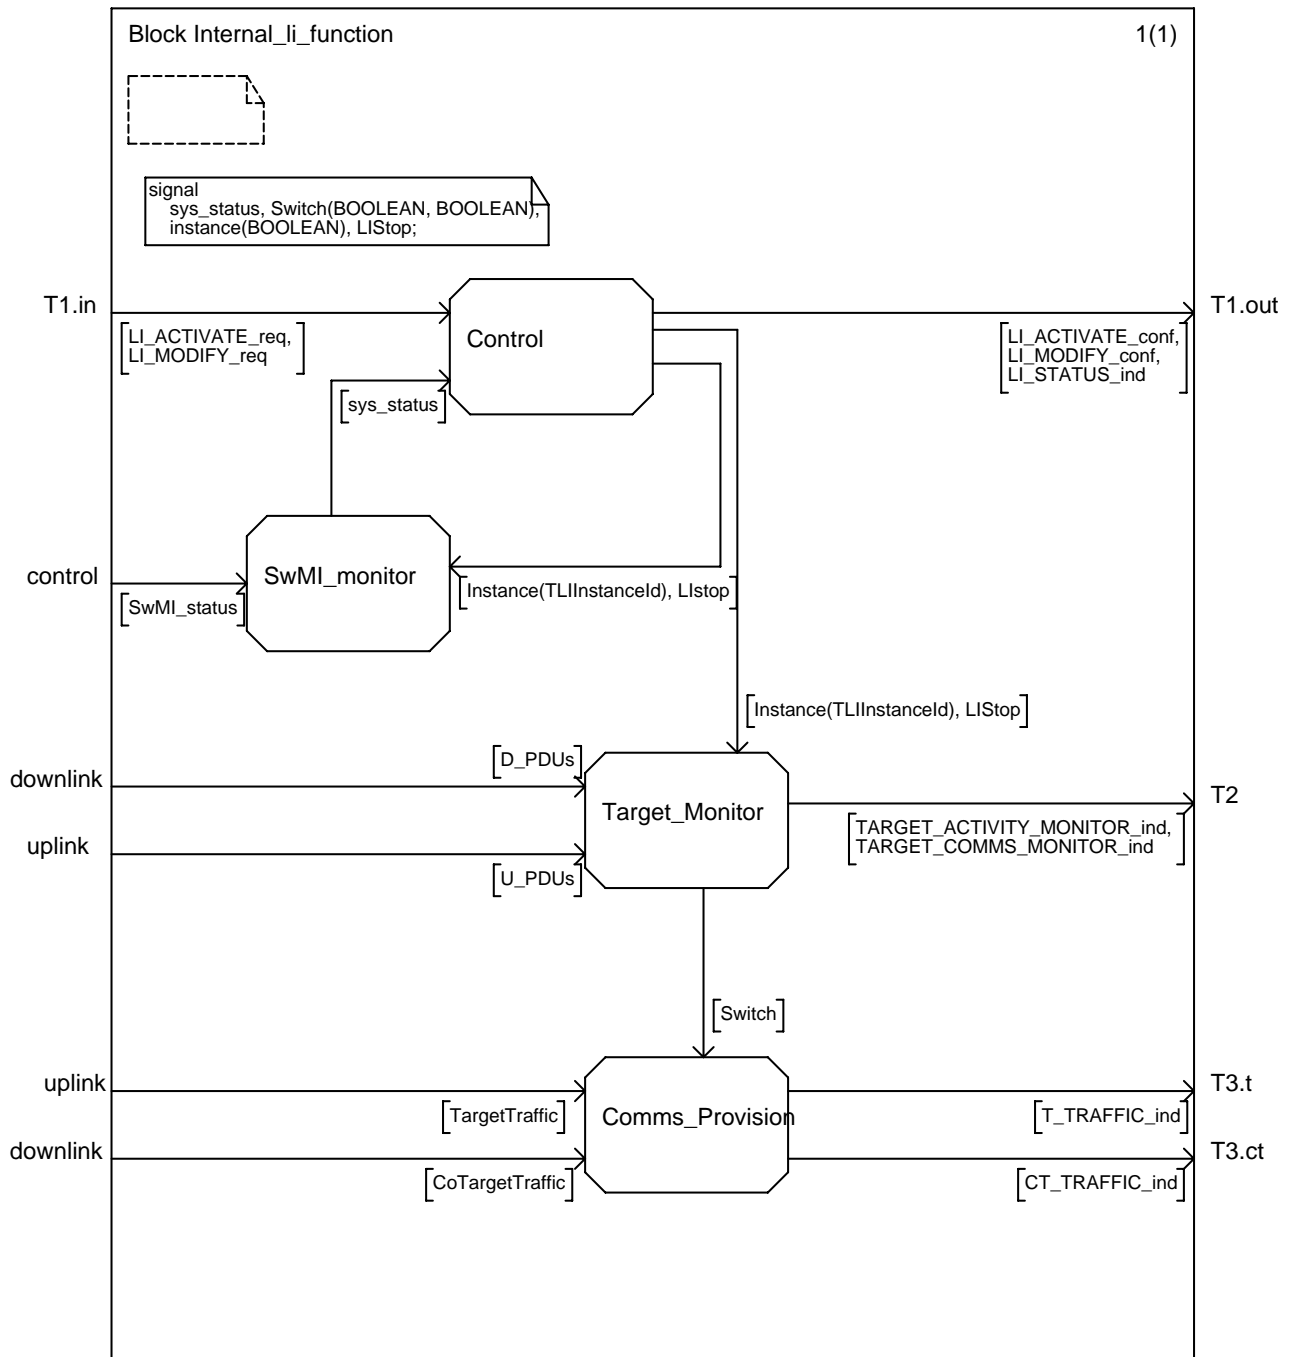 Block Internal_li_function
1(1)
signal
sys_status, Switch(BOOLEAN, BOOLEAN),
instance(BOOLEAN), LIStop;
T1.in
Control
T1.out
LI_ACTIVATE_req,
LI_MODIFY_req
LI_ACTIVATE_conf,
LI_MODIFY_conf,
LI_STATUS_ind
sys_status
control
SwMI_monitor
SwMI_status
Instance(TLIInstanceId), LIstop
Instance(TLIInstanceId), LIStop
D_PDUs
downlink
Target_Monitor
T2
TARGET_ACTIVITY_MONITOR_ind,
TARGET_COMMS_MONITOR_ind
uplink
U_PDUs
Switch
uplink
Comms_Provision
T3.t
TargetTraffic
T_TRAFFIC_ind
downlink
T3.ct
CoTargetTraffic
CT_TRAFFIC_ind